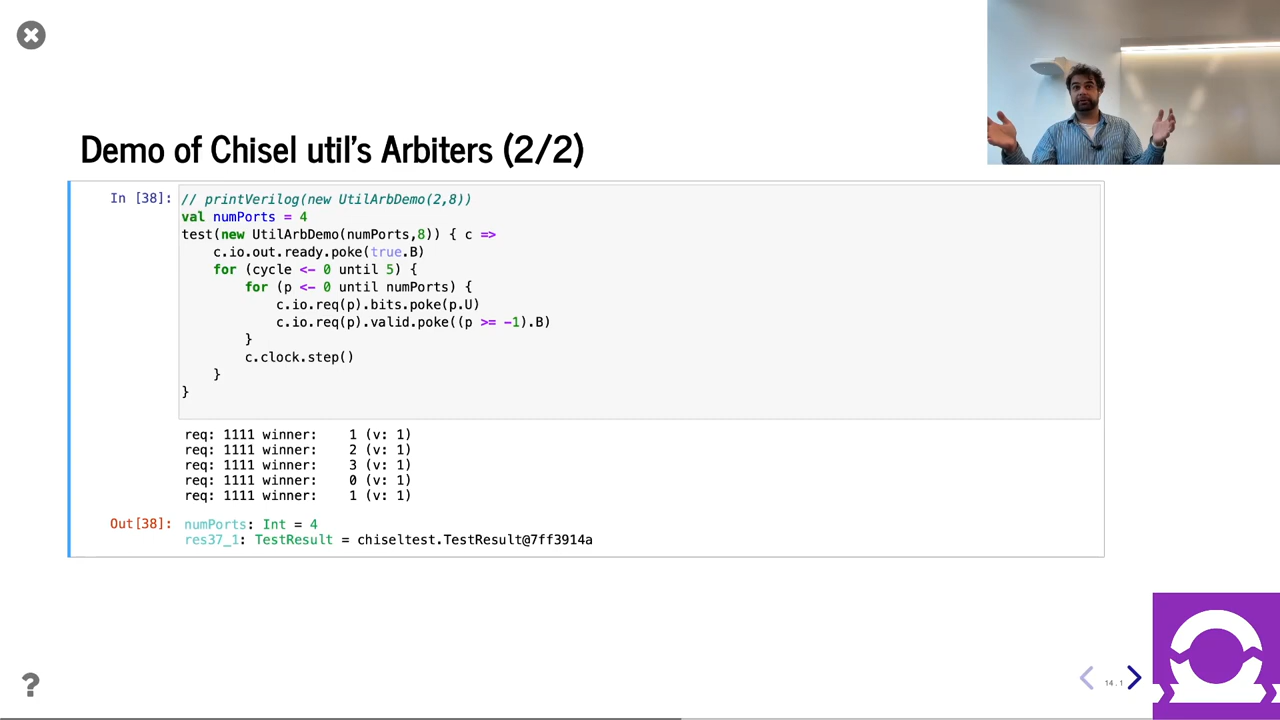 Demo of Chisel util's Arbiters (2/2)
In [38]: // printVerilog(new UtilArbDemo(2,8))
val numPorts = 4
test(new UtilArbDemo(numPorts,8)) { c =>
    c.io.out.ready.poke(true.B)
    for (cycle <- 0 until 5) {
        for (p <- 0 until numPorts) {
            c.io.req(p).bits.poke(p.U)
            c.io.req(p).valid.poke((p >= -1).B)
        }
        c.clock.step()
    }
}
req: 1111 winner:    1 (v: 1)
req: 1111 winner:    2 (v: 1)
req: 1111 winner:    3 (v: 1)
req: 1111 winner:    0 (v: 1)
req: 1111 winner:    1 (v: 1)
Out[38]: numPorts: Int = 4
res37_1: TestResult = chiseltest.TestResult@7ff3914a
?
14.1